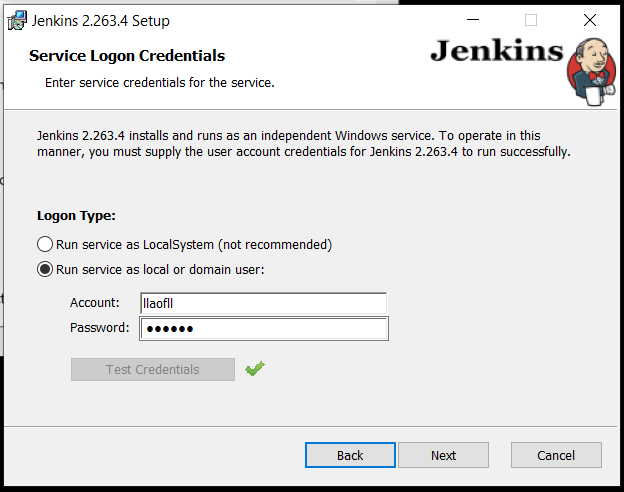 Jenkins 2.263.4 Setup
Service Logon Credentials
Enter service credentials for the service.
Jenkins
Jenkins 2.263.4 installs and runs as an independent Windows service. To operate in this
manner, you must supply the user account credentials for Jenkins 2.263.4 to run successfully.
Logon Type:
Run service as LocalSystem (not recommended)
Run service as local or domain user:
Account: llaofll
Password: ●●●●●●
Test Credentials
Back Next Cancel